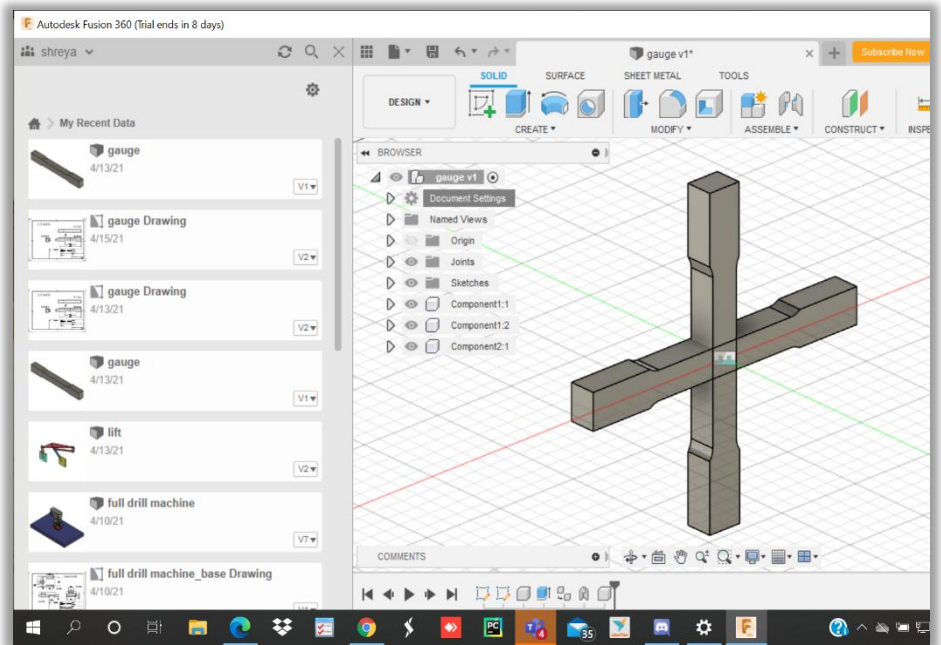 Autodesk Fusion 360 (Trial ends in 8 days)
shreya
My Recent Data
gauge
4/13/21
V1
gauge Drawing
4/15/21
V2
gauge Drawing
4/13/21
V2
gauge
4/13/21
V1
lift
4/13/21
V2
full drill machine
4/10/21
V7
full drill machine_base Drawing
4/10/21
gauge v1*
Subscribe Now
DESIGN
SOLID SURFACE SHEET METAL TOOLS
CREATE MODIFY ASSEMBLE CONSTRUCT INSPE
BROWSER
gauge v1
Document Settings
Named Views
Origin
Joints
Sketches
Component1:1
Component1:2
Component2:1
COMMENTS
PC
4
35